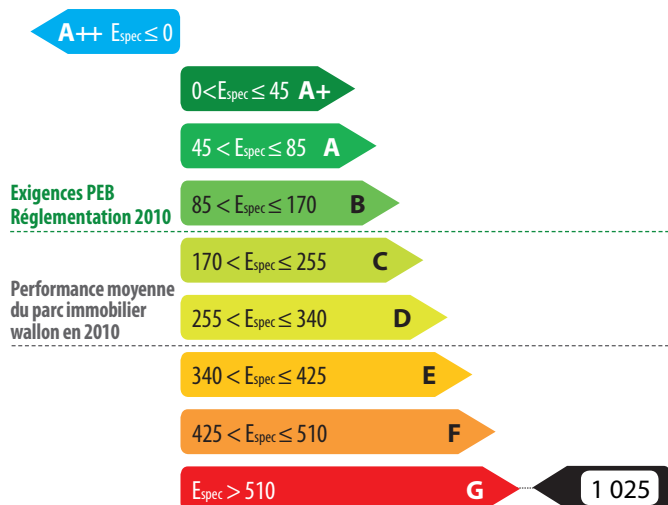 A++ Espec ≤ 0
0<Espec ≤ 45 A+
45 < Espec ≤ 85 A
Exigences PEB
Réglementation 2010
85 < Espec ≤ 170 B
170 < Espec ≤ 255 C
Performance moyenne
du parc immobilier
wallon en 2010
255 < Espec ≤ 340 D
340 < Espec ≤ 425 E
425 < Espec ≤ 510 F
Espec > 510 G 1 025